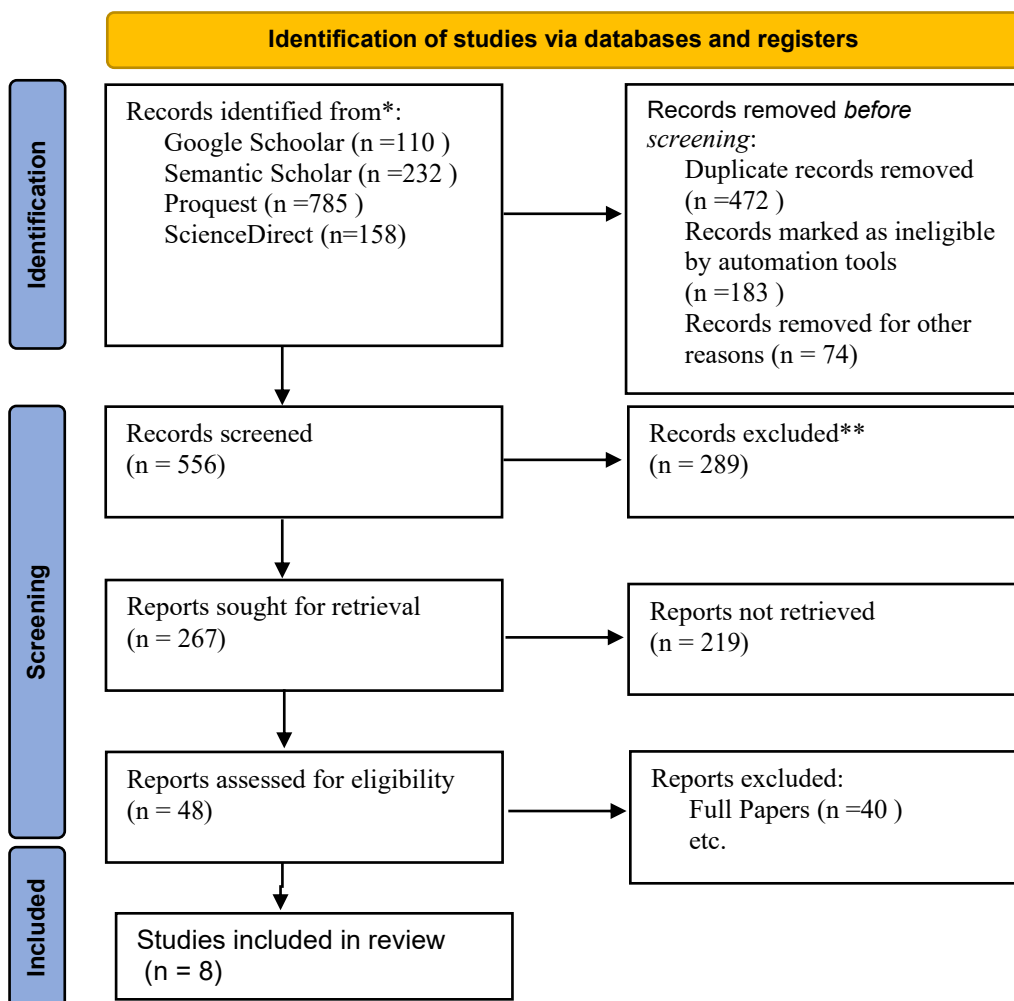 Identification of studies via databases and registers
Identification
Records identified from*:
Google Schoolar (n =110 )
Semantic Scholar (n =232 )
Proquest (n =785 )
ScienceDirect (n=158)
Records removed before
screening:
Duplicate records removed
(n =472 )
Records marked as ineligible
by automation tools
(n =183 )
Records removed for other
reasons (n = 74)
Screening
Records screened
(n = 556)
Records excluded**
(n = 289)
Reports sought for retrieval
(n = 267)
Reports not retrieved
(n = 219)
Reports assessed for eligibility
(n = 48)
Reports excluded:
Full Papers (n =40 )
etc.
Included
Studies included in review
(n = 8)